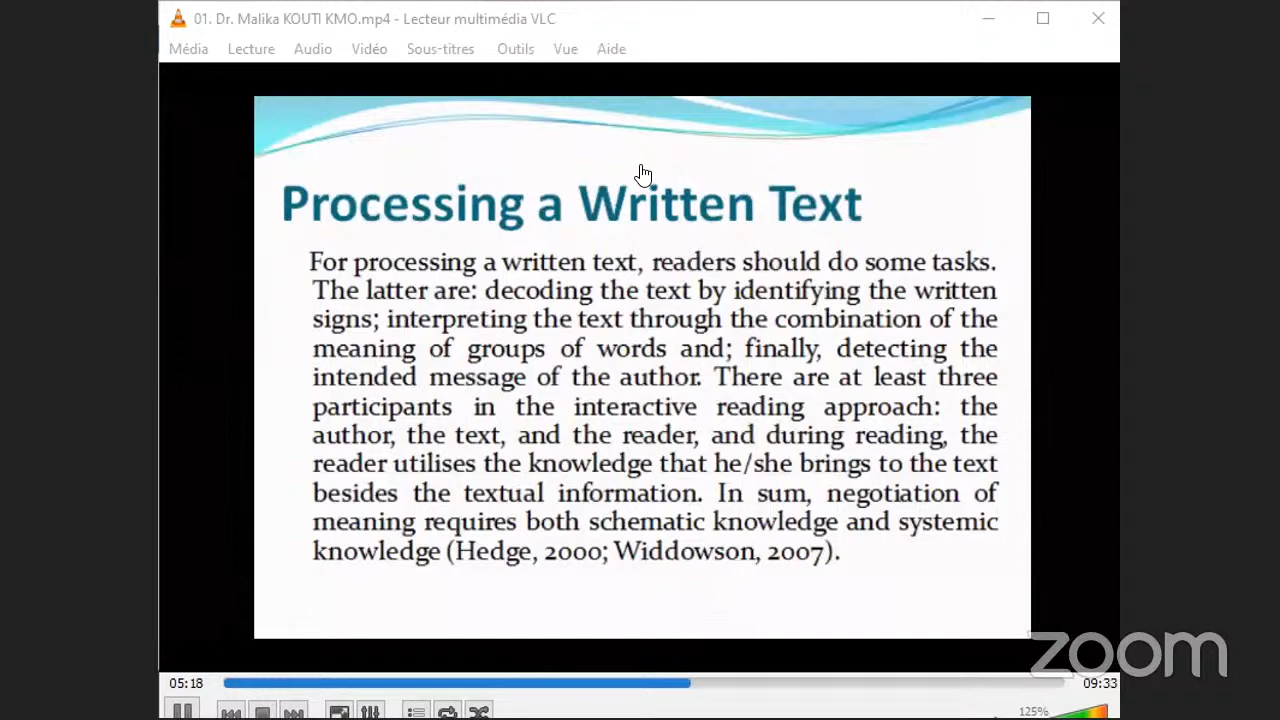 01. Dr. Malika KOUTI KMO.mp4 - Lecteur multimédia VLC
Média Lecture Audio Vidéo Sous-titres Outils Vue Aide
Processing a Written Text
For processing a written text, readers should do some tasks.
The latter are: decoding the text by identifying the written
signs; interpreting the text through the combination of the
meaning of groups of words and; finally, detecting the
intended message of the author. There are at least three
participants in the interactive reading approach: the
author, the text, and the reader, and during reading, the
reader utilises the knowledge that he/she brings to the text
besides the textual information. In sum, negotiation of
meaning requires both schematic knowledge and systemic
knowledge (Hedge, 2000; Widdowson, 2007).
zoom
05:18 09:33
125%